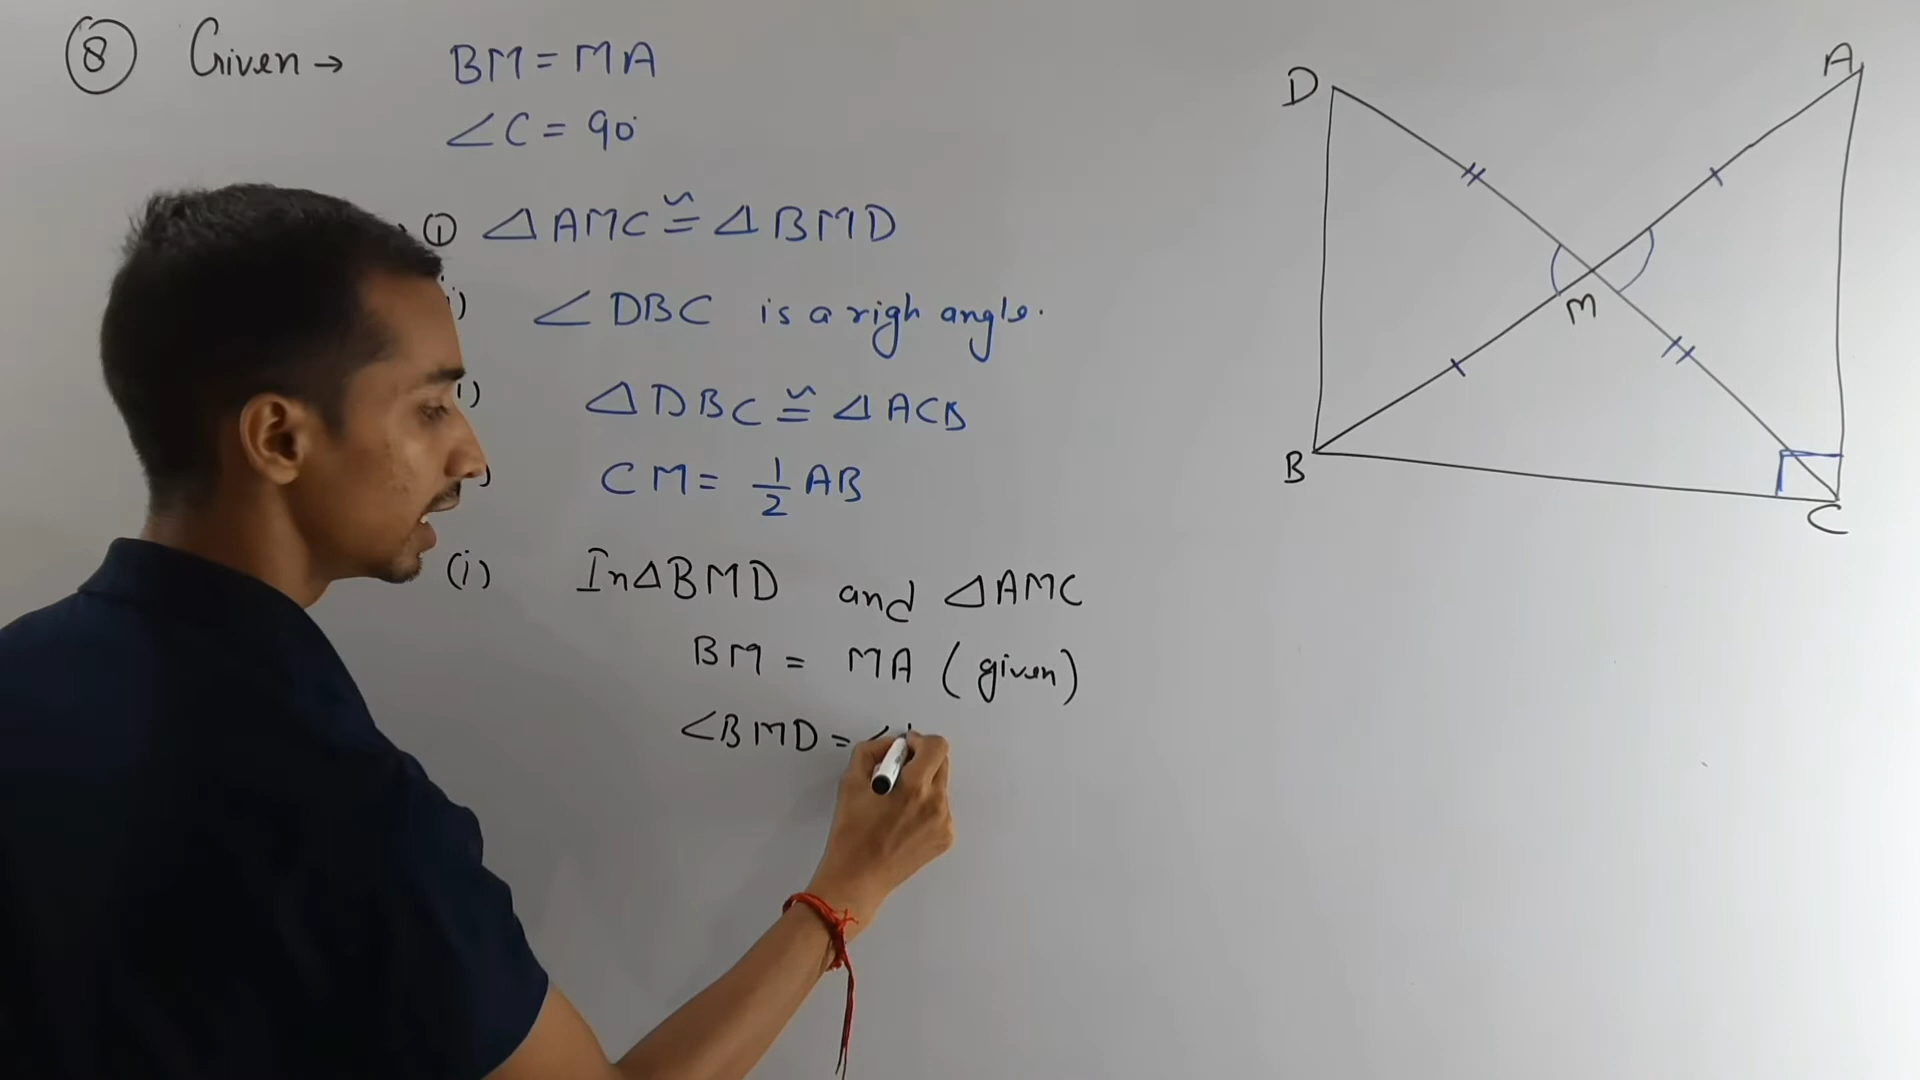 8 Given → BM = MA
∠C = 90°
① △AMC ≅ △BMD
i) ∠DBC is a righ angle.
i) △DBC ≅ △ACB
) CM = 1/2 AB
(i) In △BMD and △AMC
BM = MA (given)
∠BMD = ∠
D
A
M
B
C